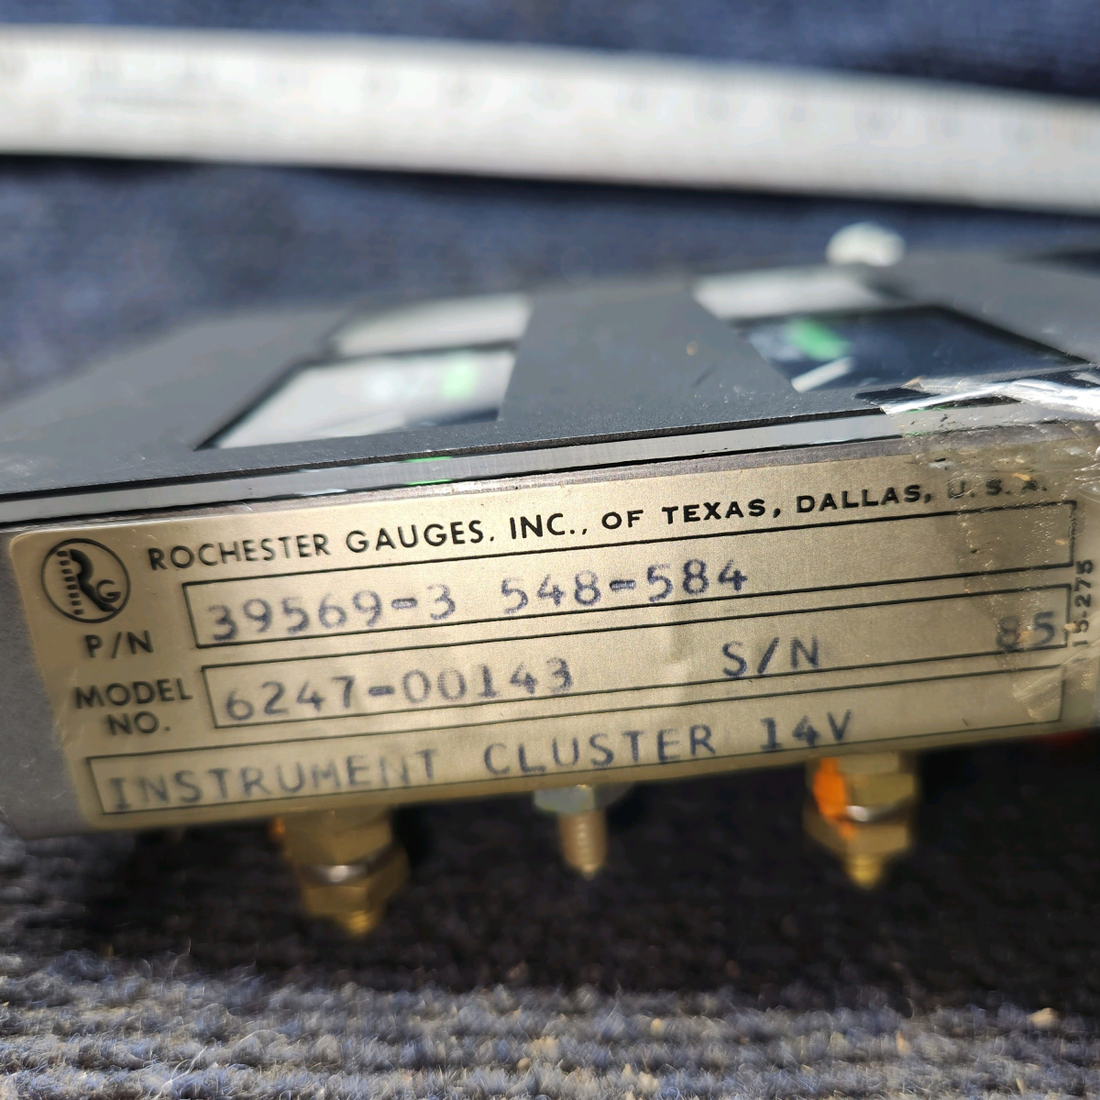 ROCHESTER GAUGES, INC., OF TEXAS, DALLAS, U.S.A.
RG
P/N 39569-3 548-584
MODEL NO. 6247-00143 S/N 85
INSTRUMENT CLUSTER 14V
15-275